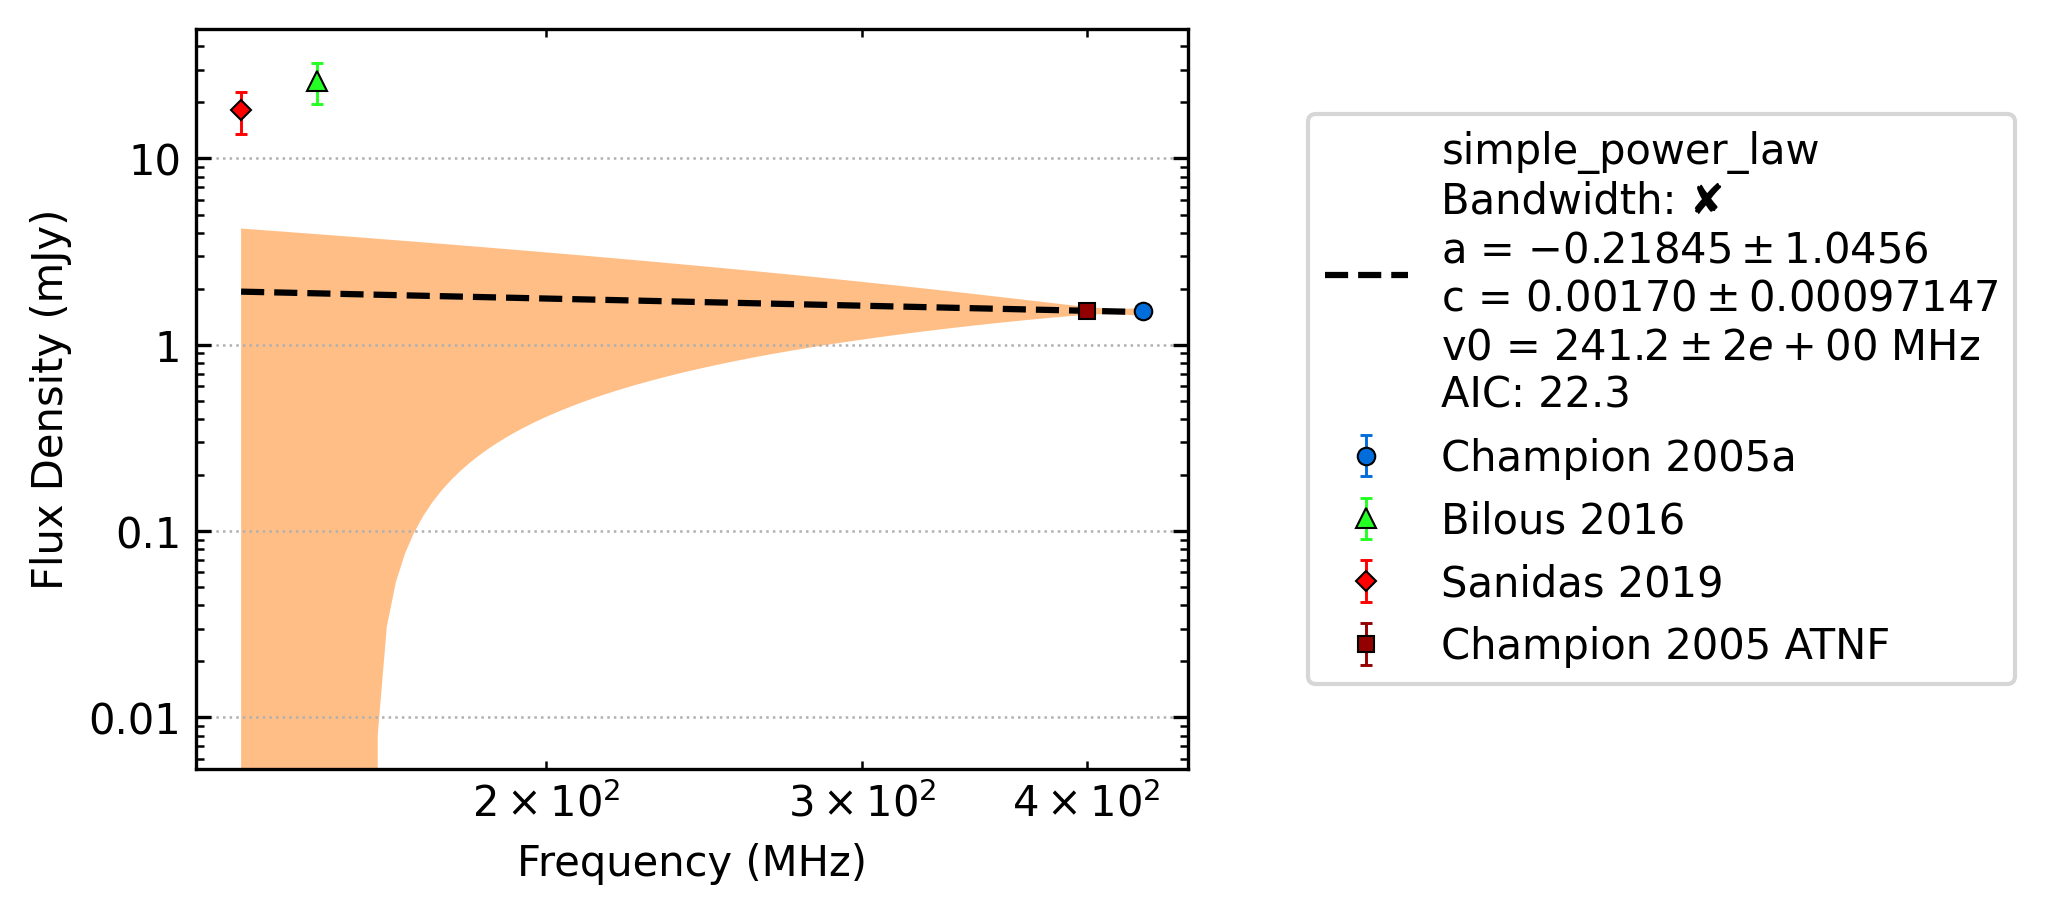 10
1
0.1
0.01
Flux Density (mJy)
2 × 10²
3 × 10²
4 × 10²
Frequency (MHz)
simple_power_law
Bandwidth: ✘
a = −0.21845 ± 1.0456
c = 0.00170 ± 0.00097147
v0 = 241.2 ± 2e + 00 MHz
AIC: 22.3
Champion 2005a
Bilous 2016
Sanidas 2019
Champion 2005 ATNF